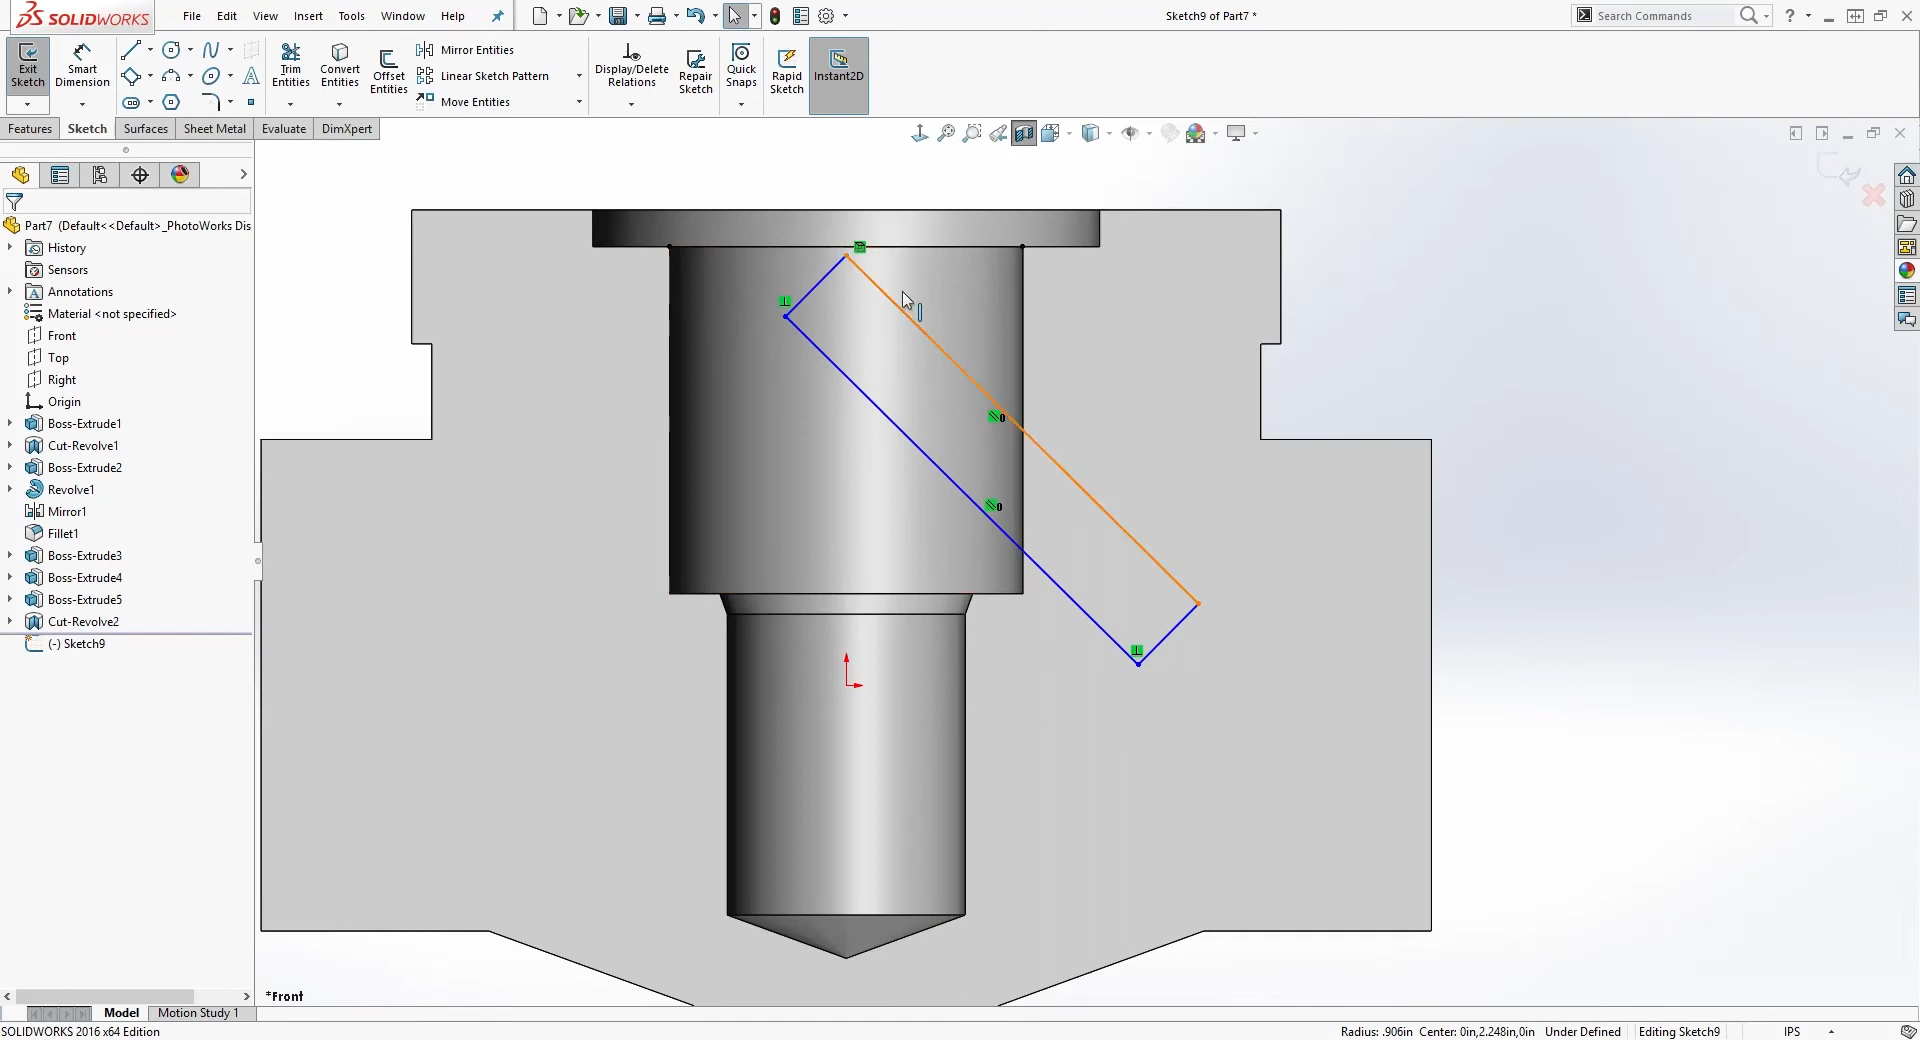 SOLIDWORKS
File Edit View Insert Tools Window Help
Sketch9 of Part7 *
Search Commands
?
Exit Sketch
Smart Dimension
Trim Entities
Convert Entities
Offset Entities
Mirror Entities
Linear Sketch Pattern
Move Entities
Display/Delete Relations
Repair Sketch
Quick Snaps
Rapid Sketch
Instant2D
Features Sketch Surfaces Sheet Metal Evaluate DimXpert
Part7 (Default<<Default>_PhotoWorks Dis
History
Sensors
Annotations
Material <not specified>
Front
Top
Right
Origin
Boss-Extrude1
Cut-Revolve1
Boss-Extrude2
Revolve1
Mirror1
Fillet1
Boss-Extrude3
Boss-Extrude4
Boss-Extrude5
Cut-Revolve2
(-) Sketch9
0
0
*Front
Model Motion Study 1
SOLIDWORKS 2016 x64 Edition
Radius: .906in Center: 0in,2.248in,0in Under Defined Editing Sketch9 IPS